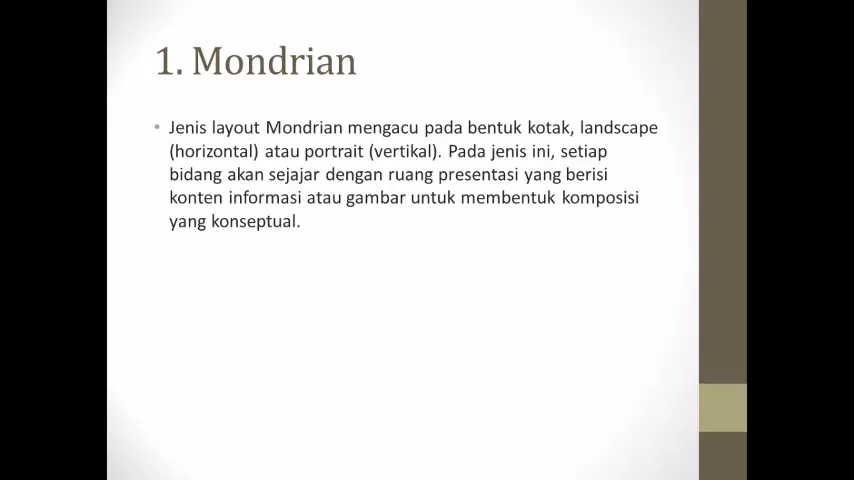 1. Mondrian
• Jenis layout Mondrian mengacu pada bentuk kotak, landscape
(horizontal) atau portrait (vertikal). Pada jenis ini, setiap
bidang akan sejajar dengan ruang presentasi yang berisi
konten informasi atau gambar untuk membentuk komposisi
yang konseptual.